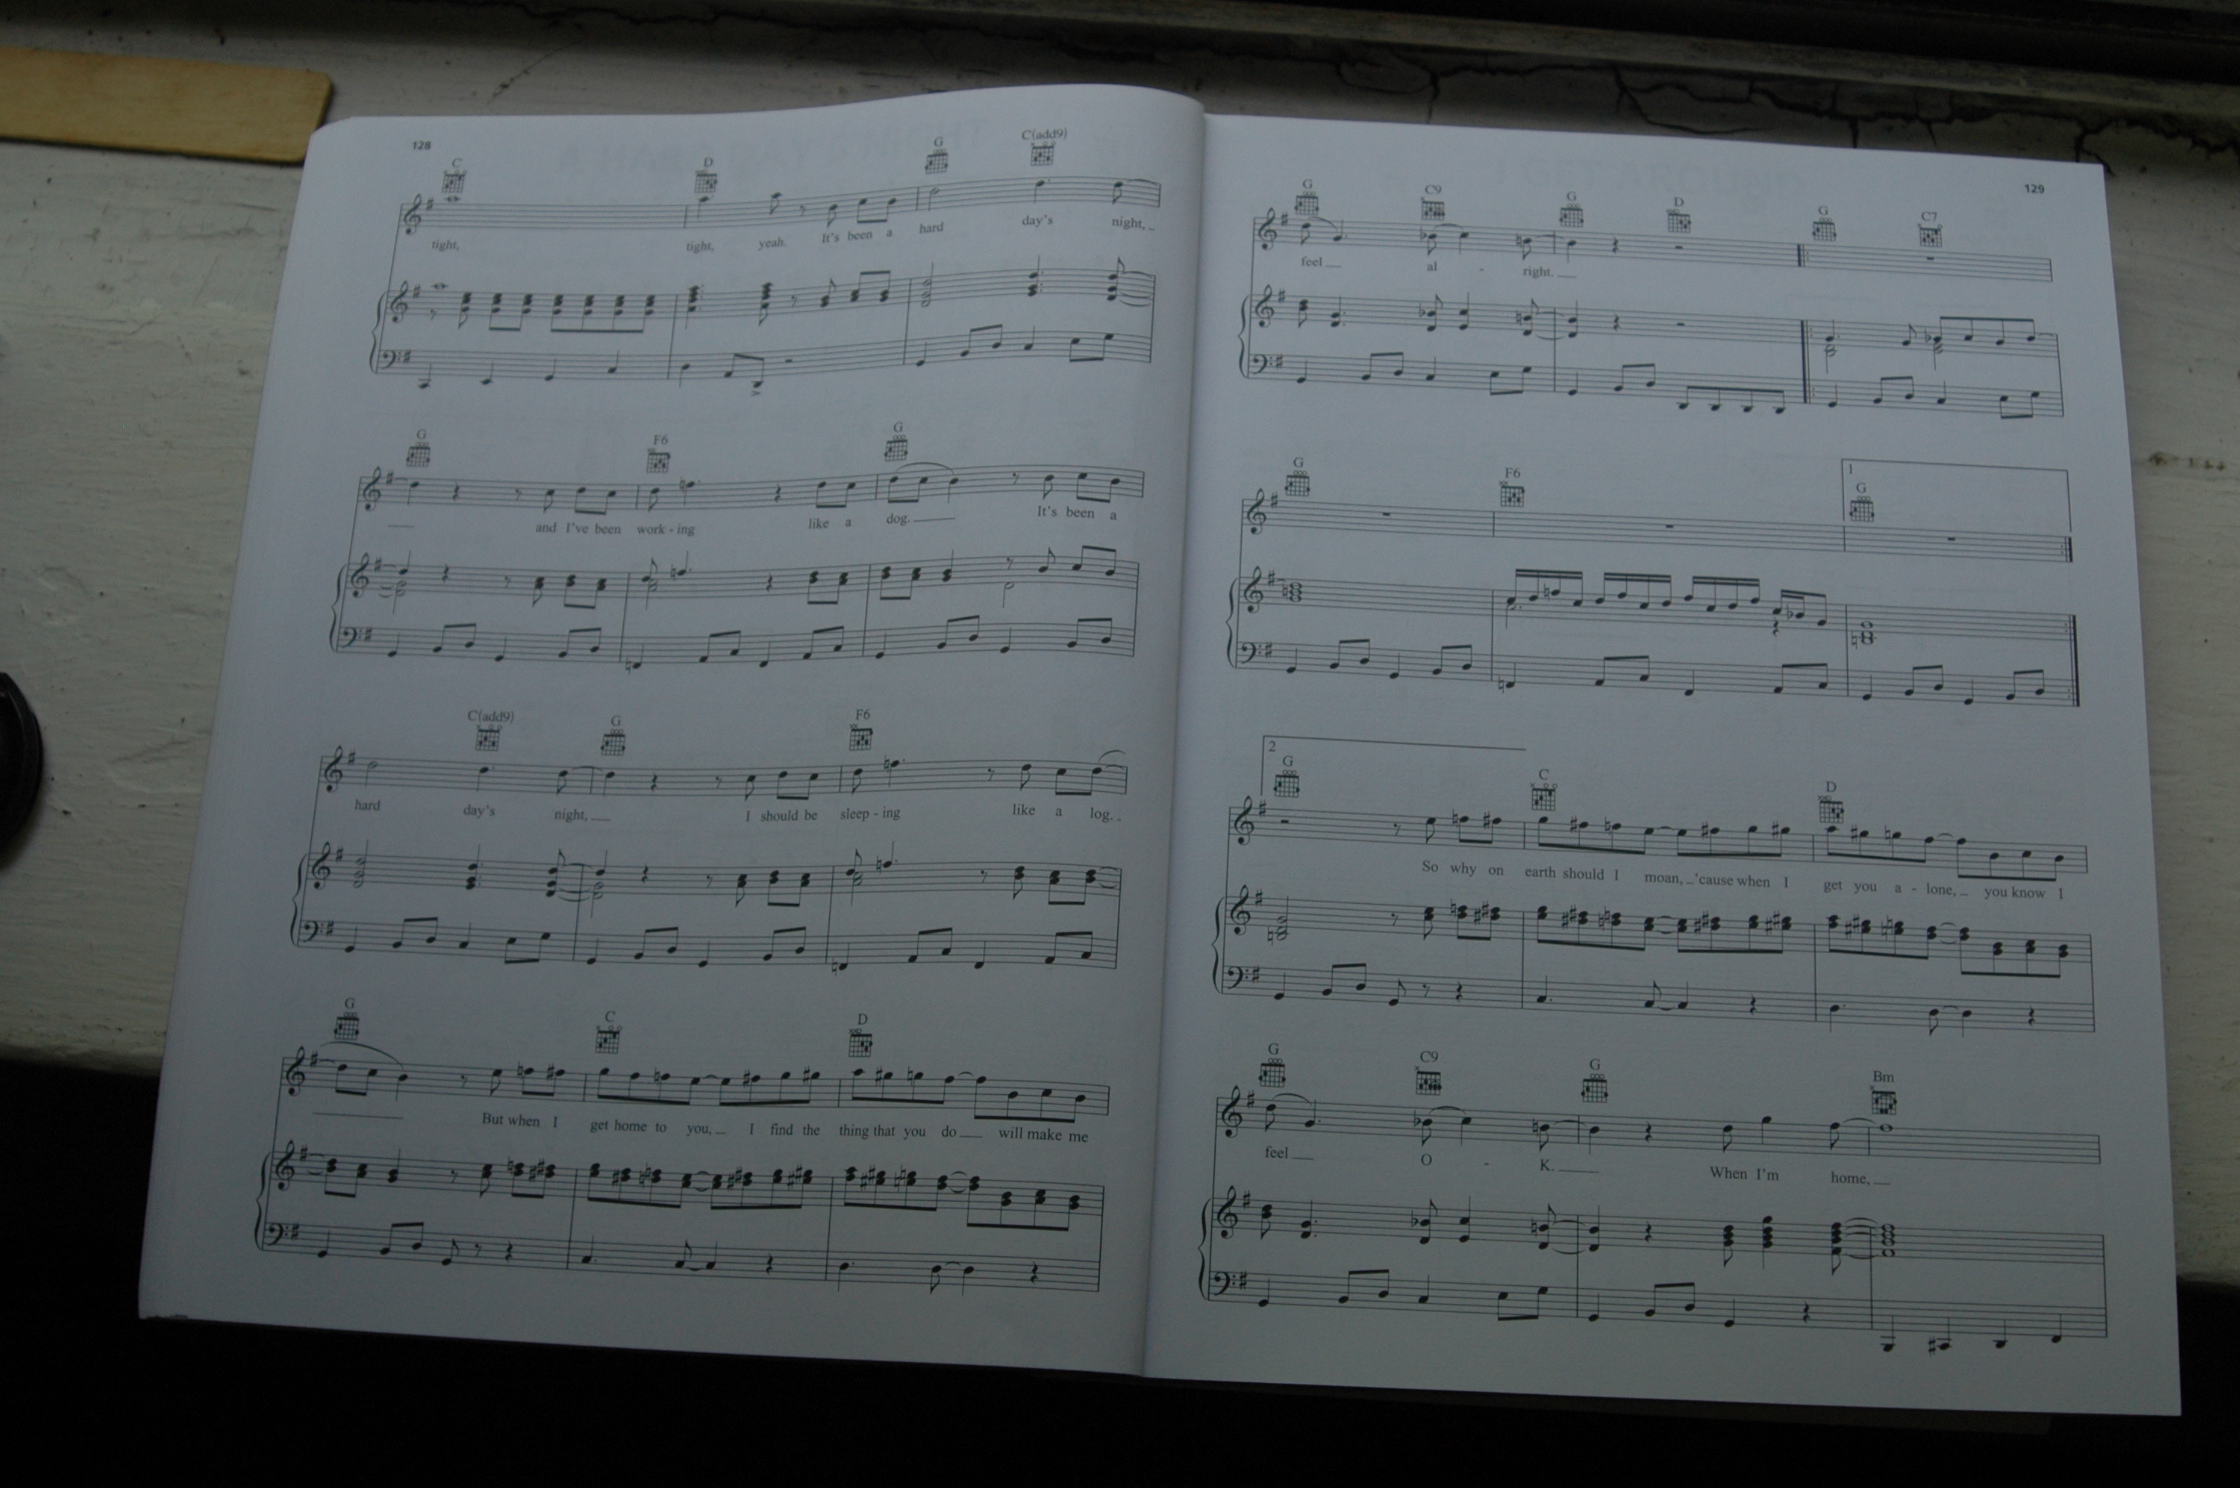 128
C D G C(add9)
tight, tight, yeah. It's been a hard day's night,
G F6 G
and I've been work - ing like a dog. It's been a
C(add9) G F6
hard day's night, I should be sleep - ing like a log.
G C D
But when I get home to you, I find the thing that you do will make me
129
G C9 G D G C7
feel al - right.
G F6 G
1
2
G C D
So why on earth should I moan, 'cause when I get you a - lone, you know I
G C9 G Bm
feel O - K. When I'm home,